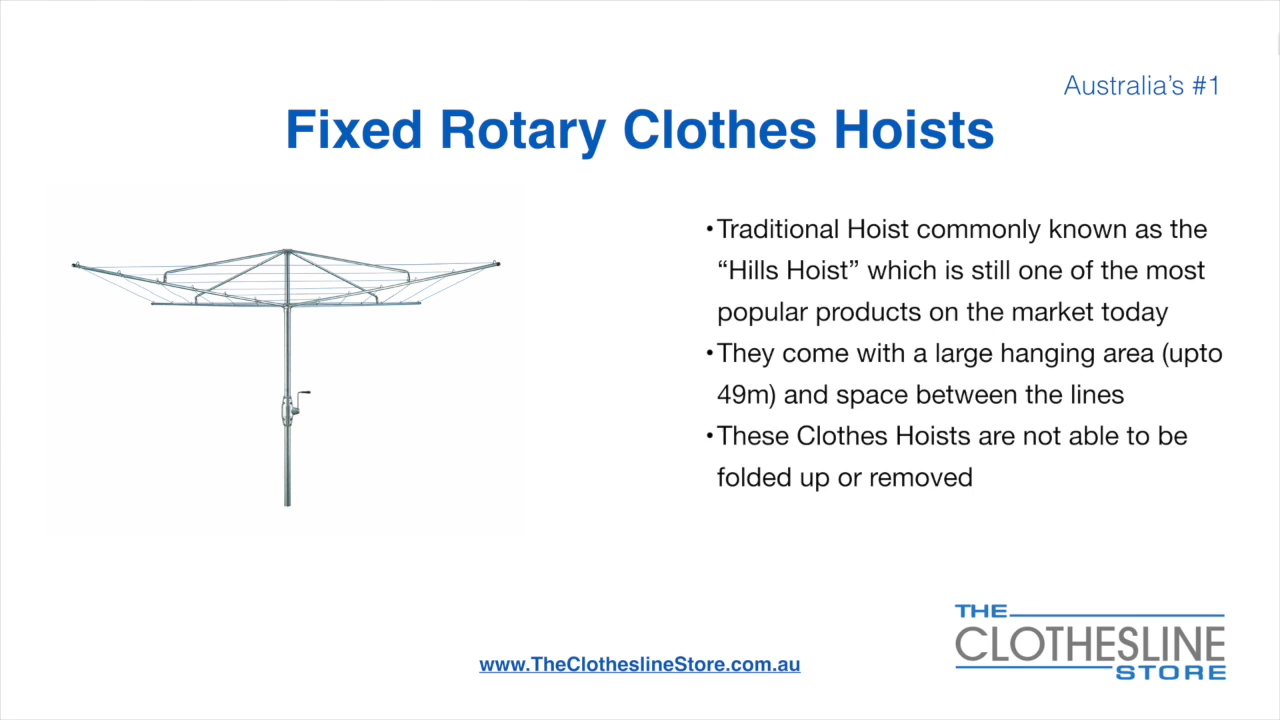 Australia's #1
Fixed Rotary Clothes Hoists
•Traditional Hoist commonly known as the
“Hills Hoist” which is still one of the most
popular products on the market today
•They come with a large hanging area (upto
49m) and space between the lines
•These Clothes Hoists are not able to be
folded up or removed
THE
CLOTHESLINE
STORE
www.TheClotheslineStore.com.au